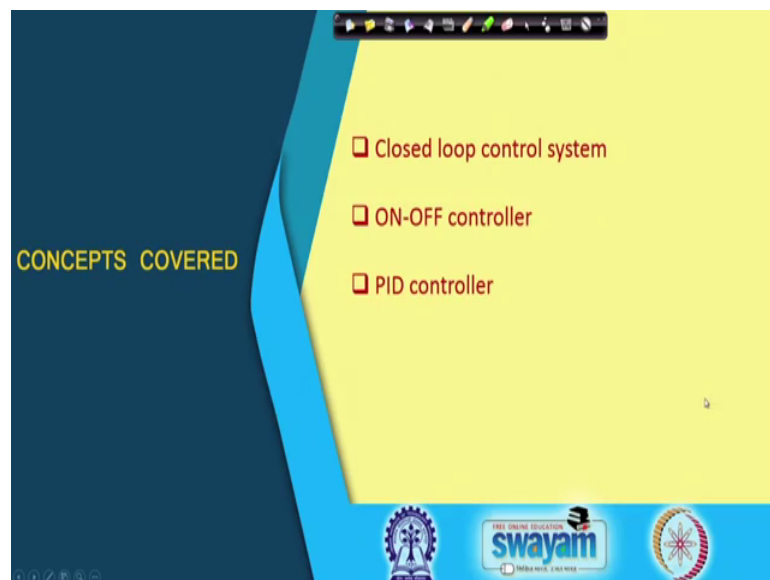 CONCEPTS COVERED
❑ Closed loop control system
❑ ON-OFF controller
❑ PID controller
FREE ONLINE EDUCATION
swayam